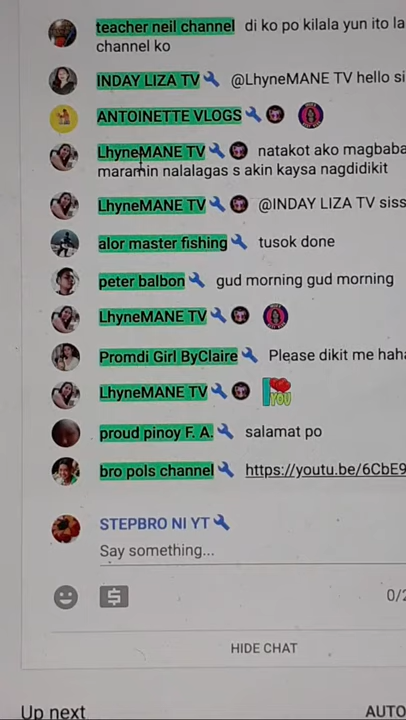 teacher neil channel di ko po kilala yun ito la
channel ko
INDAY LIZA TV @LhyneMANE TV hello si
ANTOINETTE VLOGS
LhyneMANE TV natakot ako magbaba
maramin nalalagas s akin kaysa nagdidikit
LhyneMANE TV @INDAY LIZA TV siss
alor master fishing tusok done
peter balbon gud morning gud morning
LhyneMANE TV
Promdi Girl ByClaire Please dikit me haha
LhyneMANE TV I YOU
proud pinoy F. A. salamat po
bro pols channel https://youtu.be/6CbE9
STEPBRO NI YT
Say something...
0/2
HIDE CHAT
Up next AUTO